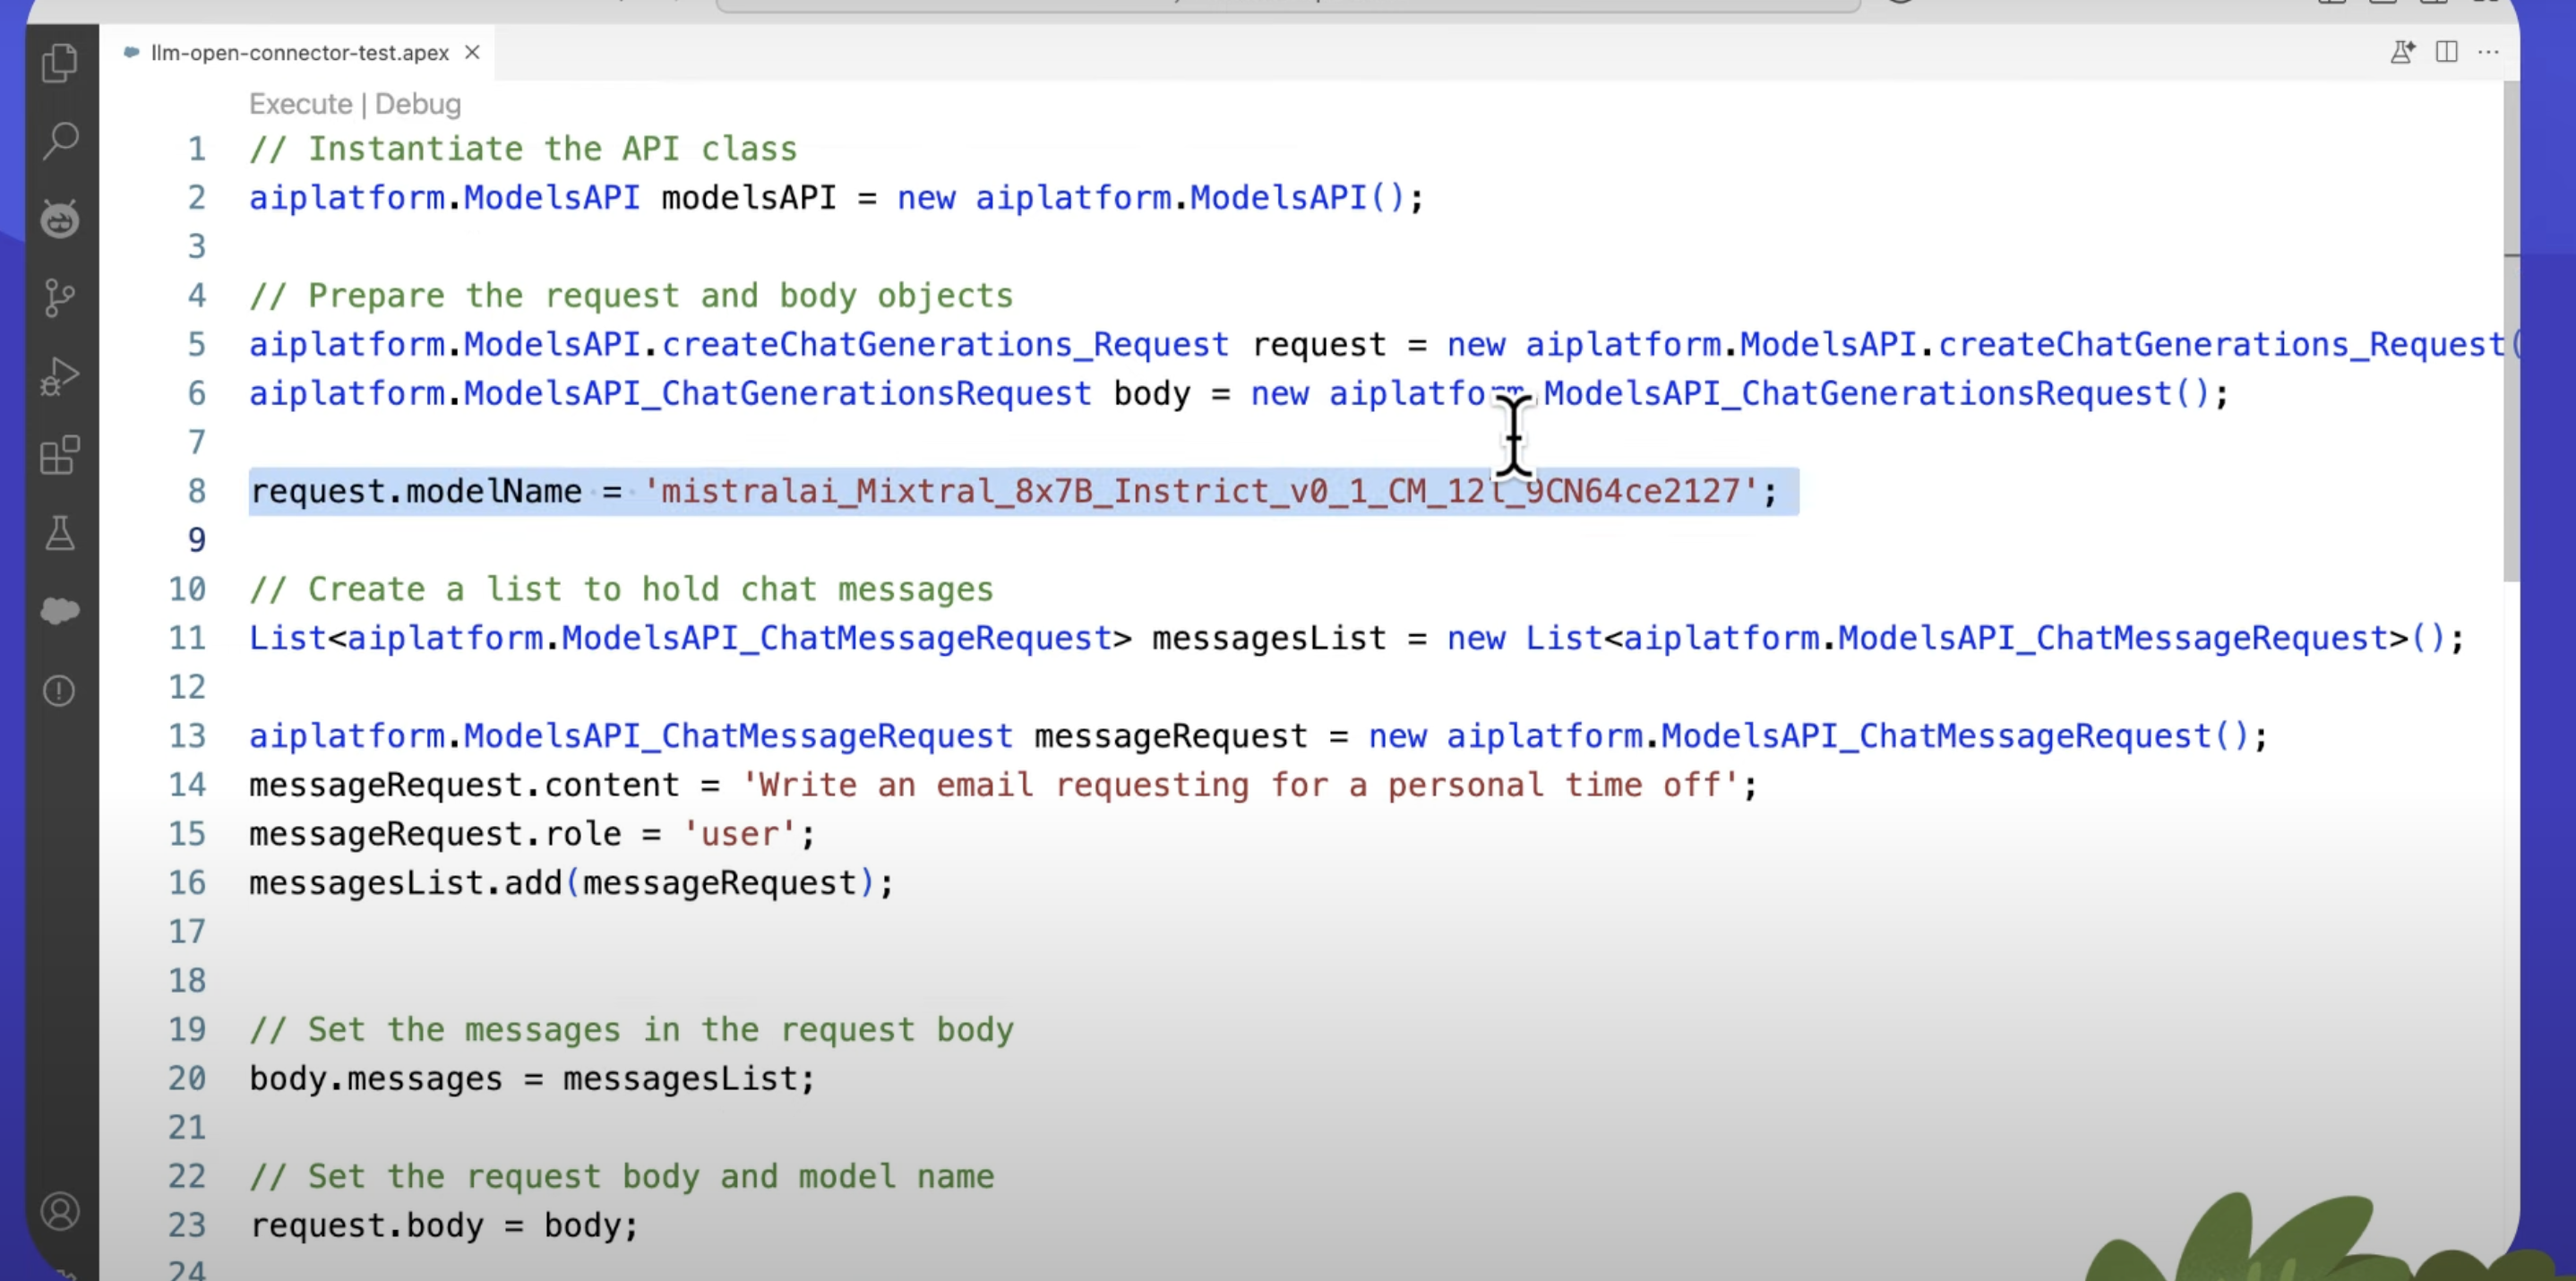 llm-open-connector-test.apex
Execute | Debug
1 // Instantiate the API class
2 aiplatform.ModelsAPI modelsAPI = new aiplatform.ModelsAPI();
3
4 // Prepare the request and body objects
5 aiplatform.ModelsAPI.createChatGenerations_Request request = new aiplatform.ModelsAPI.createChatGenerations_Request(
6 aiplatform.ModelsAPI_ChatGenerationsRequest body = new aiplatform.ModelsAPI_ChatGenerationsRequest();
7
8 request.modelName = 'mistralai_Mixtral_8x7B_Instrict_v0_1_CM_12t_9CN64ce2127';
9
10 // Create a list to hold chat messages
11 List<aiplatform.ModelsAPI_ChatMessageRequest> messagesList = new List<aiplatform.ModelsAPI_ChatMessageRequest>();
12
13 aiplatform.ModelsAPI_ChatMessageRequest messageRequest = new aiplatform.ModelsAPI_ChatMessageRequest();
14 messageRequest.content = 'Write an email requesting for a personal time off';
15 messageRequest.role = 'user';
16 messagesList.add(messageRequest);
17
18
19 // Set the messages in the request body
20 body.messages = messagesList;
21
22 // Set the request body and model name
23 request.body = body;
24